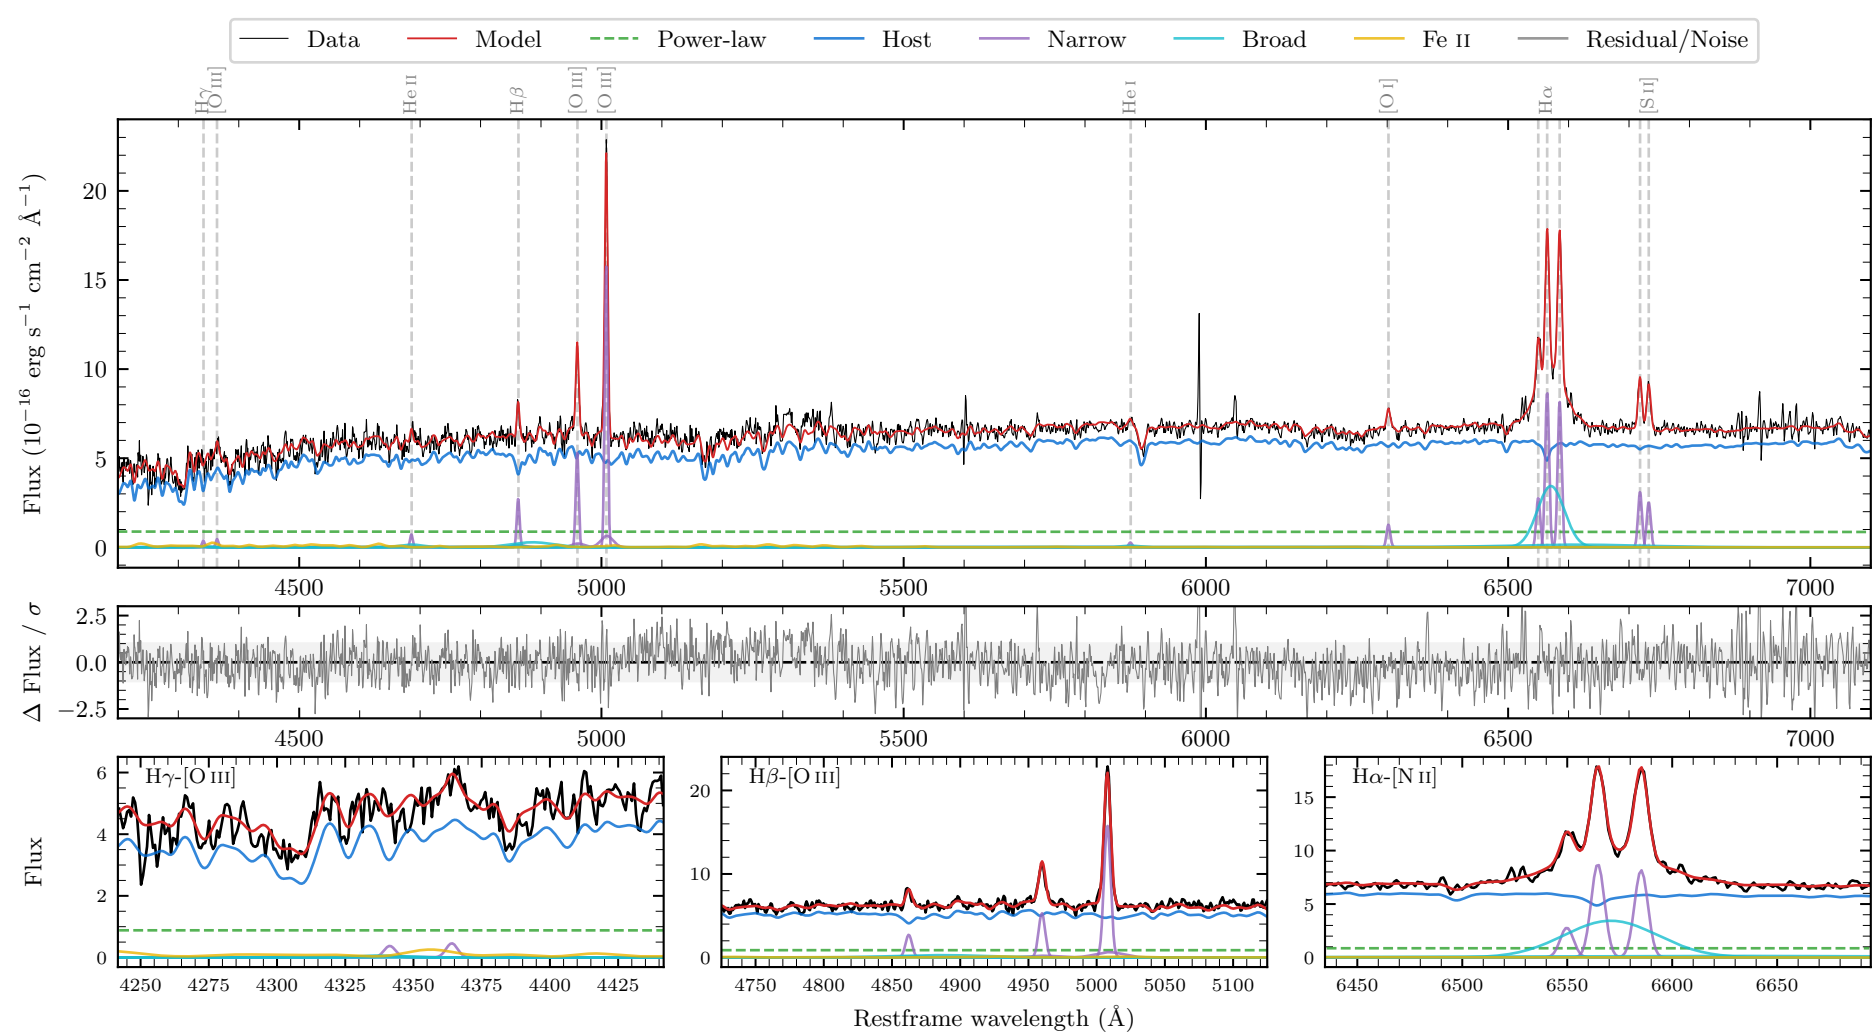 Data Model Power-law Host Narrow Broad Fe II Residual/Noise
Hγ [O III] He II Hβ [O III] [O III] He I [O I] Hα [S II]
Flux (10−16 erg s−1 cm−2 Å−1)
20
15
10
5
0
4500 5000 5500 6000 6500 7000
Δ Flux / σ
2.5
0.0
−2.5
4500 5000 5500 6000 6500 7000
Flux
Hγ-[O III]
6
4
2
0
4250 4275 4300 4325 4350 4375 4400 4425
Hβ-[O III]
20
10
0
4750 4800 4850 4900 4950 5000 5050 5100
Hα-[N II]
15
10
5
0
6450 6500 6550 6600 6650
Restframe wavelength (Å)